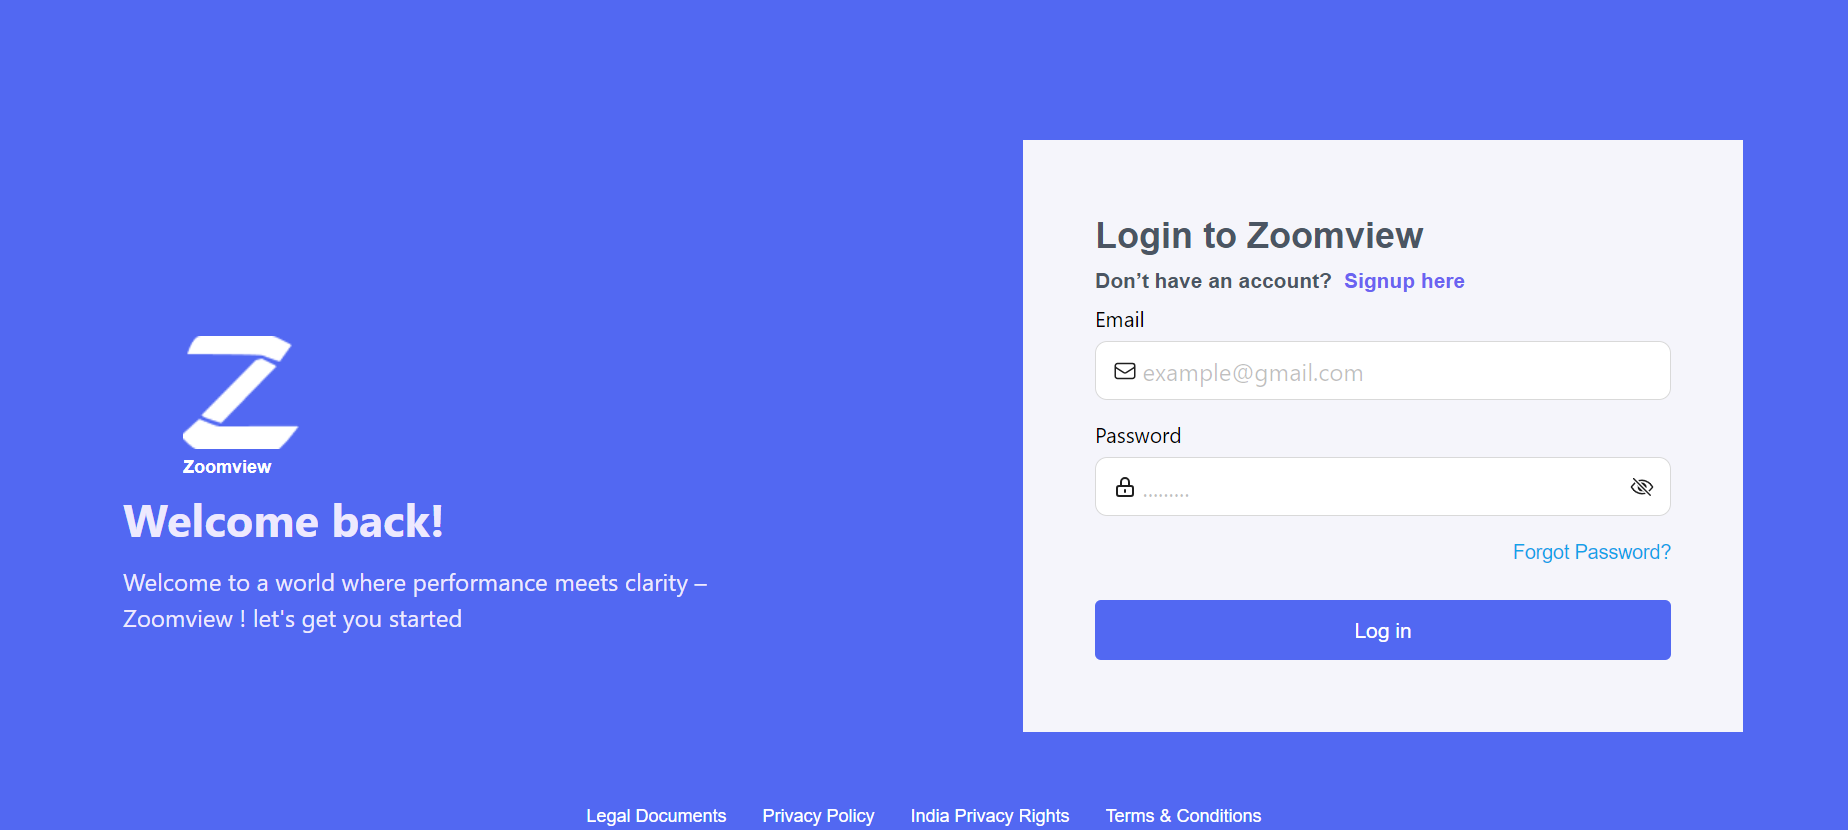 Zoomview
Welcome back!
Welcome to a world where performance meets clarity –
Zoomview ! let's get you started
Login to Zoomview
Don’t have an account? Signup here
Email
example@gmail.com
Password
.........
Forgot Password?
Log in
Legal Documents Privacy Policy India Privacy Rights Terms & Conditions